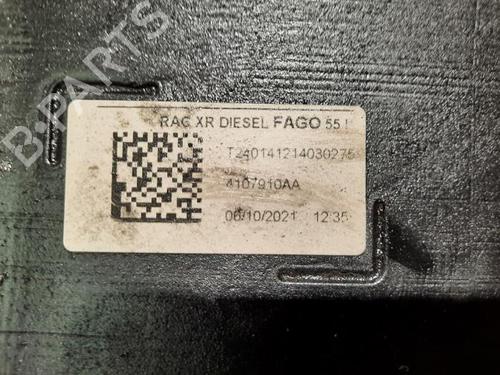 B-PARTS
RAC XR DIESEL FAGO 55 l
T240141214030275
4107910AA
06/10/2021 12:35